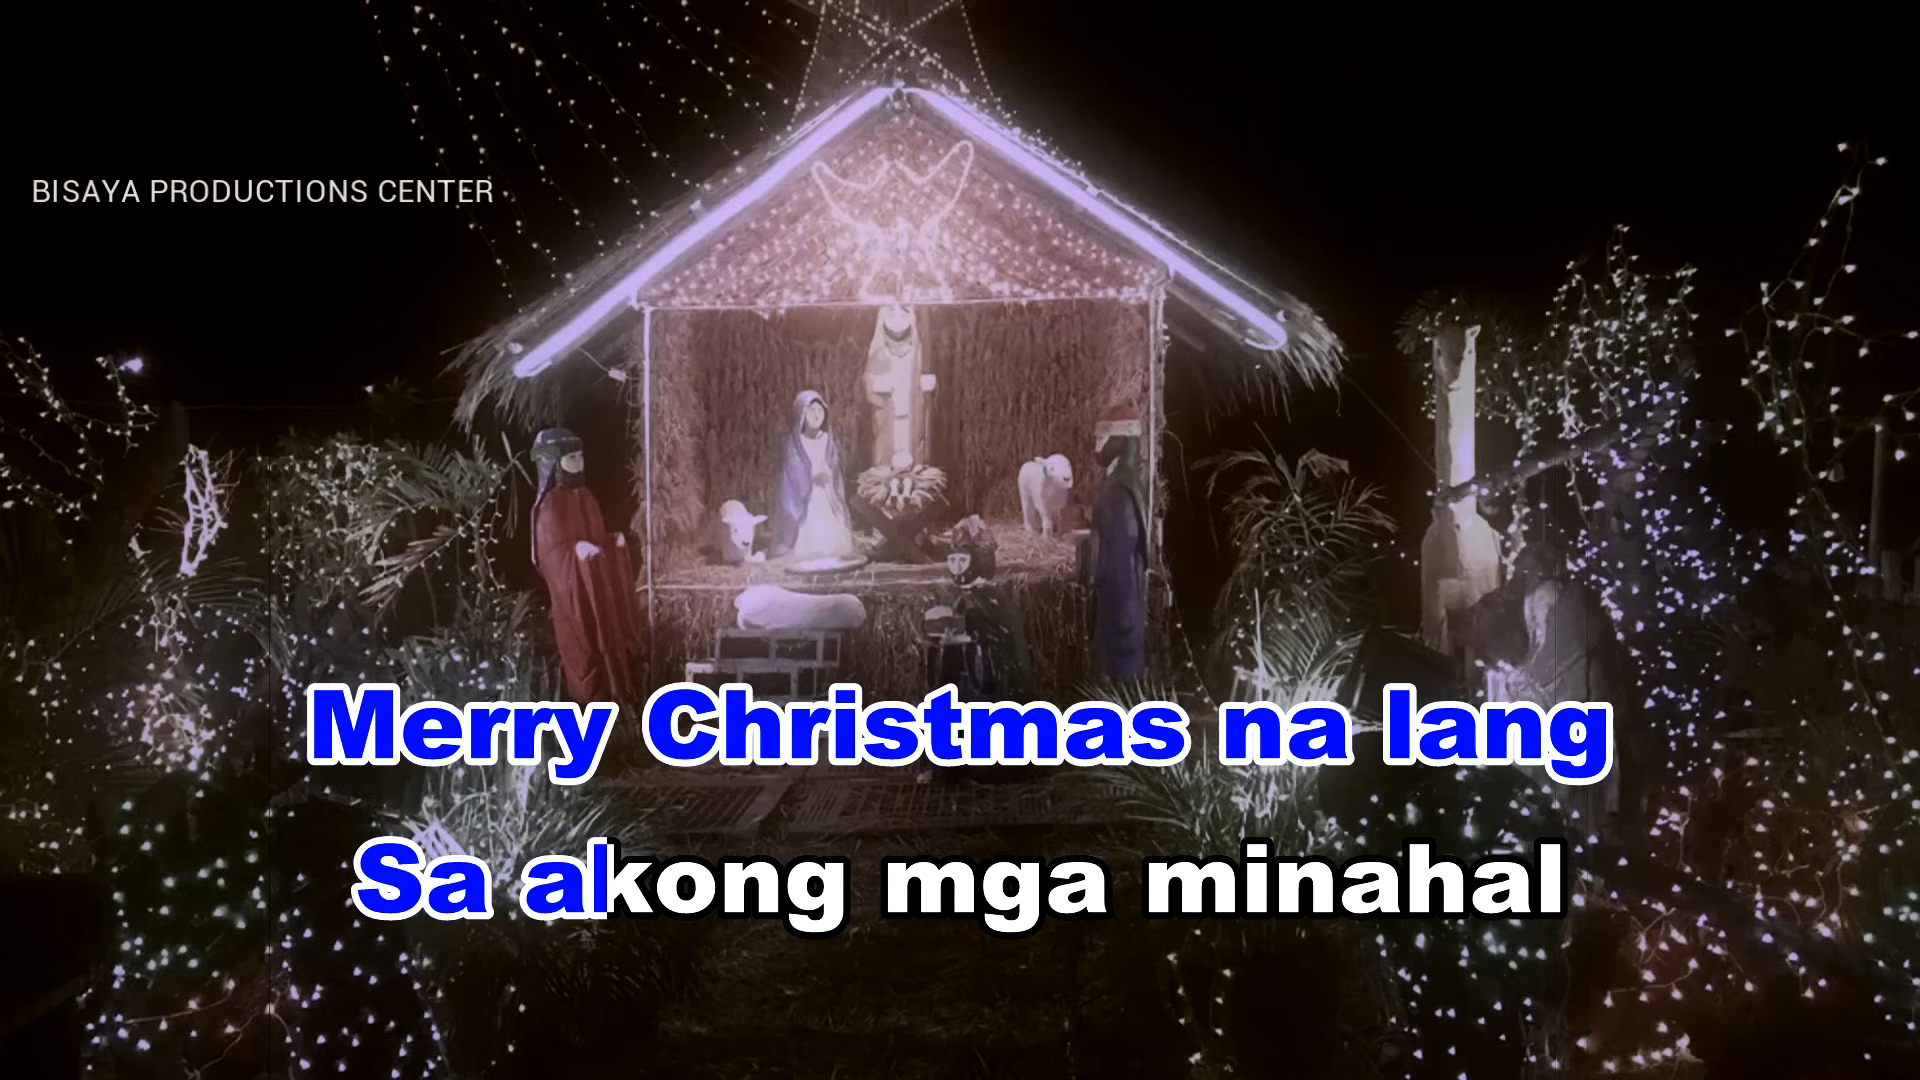 BISAYA PRODUCTIONS CENTER
Merry Christmas na lang
Sa akong mga minahal